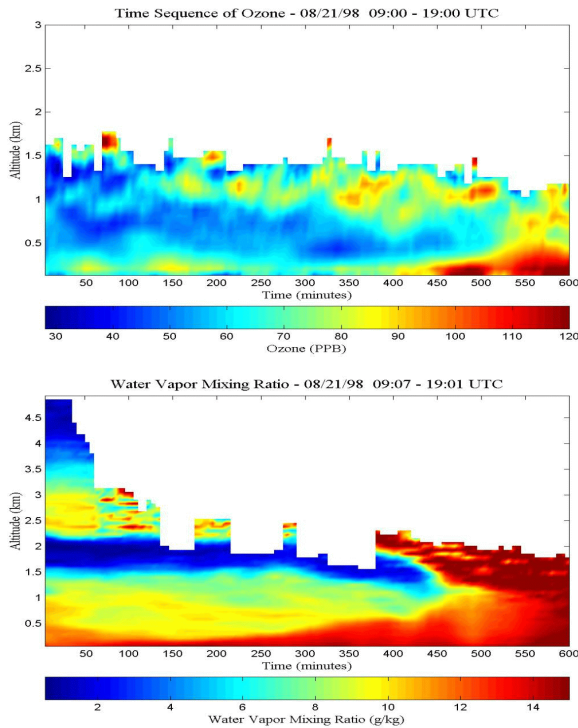 Time Sequence of Ozone - 08/21/98 09:00 - 19:00 UTC
3
2.5
2
1.5
1
0.5
Altitude (km)
50 100 150 200 250 300 350 400 450 500 550 600
Time (minutes)
30 40 50 60 70 80 90 100 110 120
Ozone (PPB)
Water Vapor Mixing Ratio - 08/21/98 09:07 - 19:01 UTC
4.5
4
3.5
3
2.5
2
1.5
1
0.5
Altitude (km)
50 100 150 200 250 300 350 400 450 500 550 600
Time (minutes)
2 4 6 8 10 12 14
Water Vapor Mixing Ratio (g/kg)